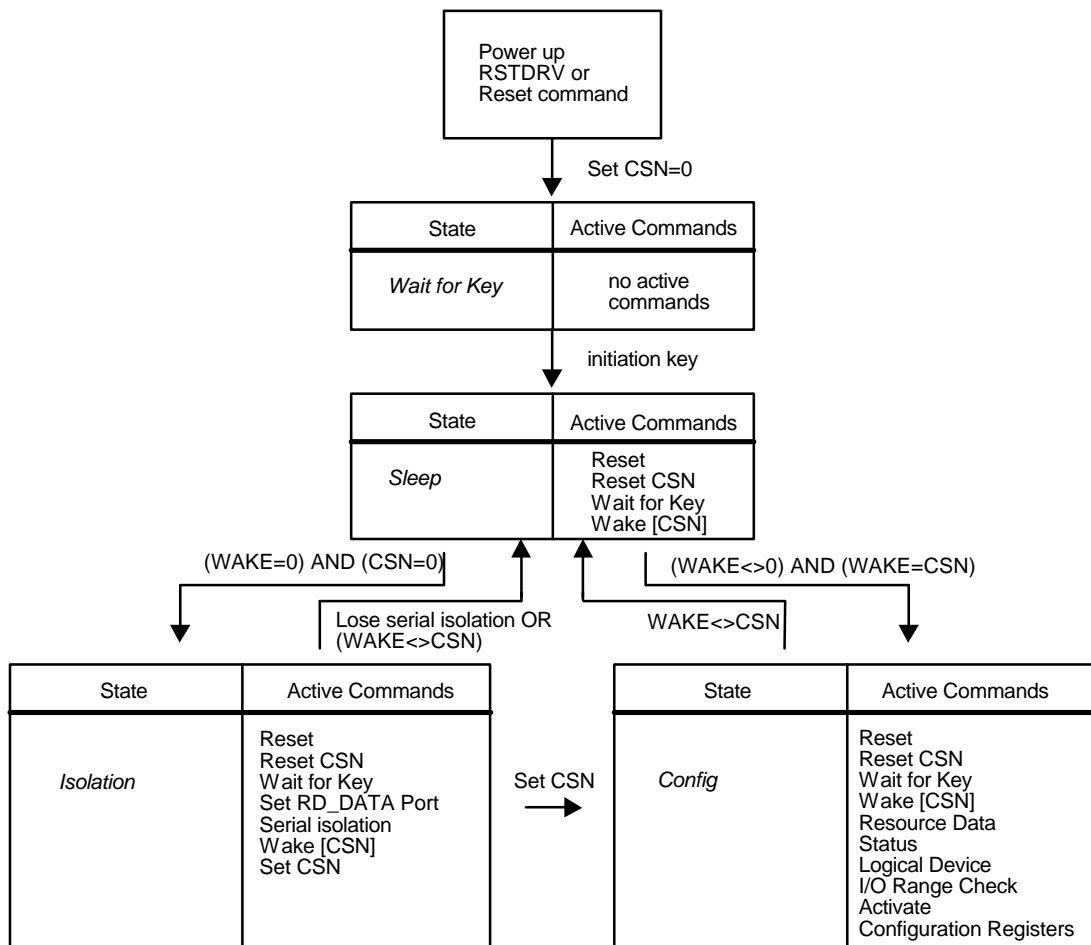 Power up
RSTDRV or
Reset command
Set CSN=0
State
Active Commands
Wait for Key
no active
commands
initiation key
State
Active Commands
Sleep
Reset
Reset CSN
Wait for Key
Wake [CSN]
(WAKE=0) AND (CSN=0)
(WAKE<>0) AND (WAKE=CSN)
Lose serial isolation OR
(WAKE<>CSN)
WAKE<>CSN
State
Active Commands
Isolation
Reset
Reset CSN
Wait for Key
Set RD_DATA Port
Serial isolation
Wake [CSN]
Set CSN
Set CSN
State
Active Commands
Config
Reset
Reset CSN
Wait for Key
Wake [CSN]
Resource Data
Status
Logical Device
I/O Range Check
Activate
Configuration Registers